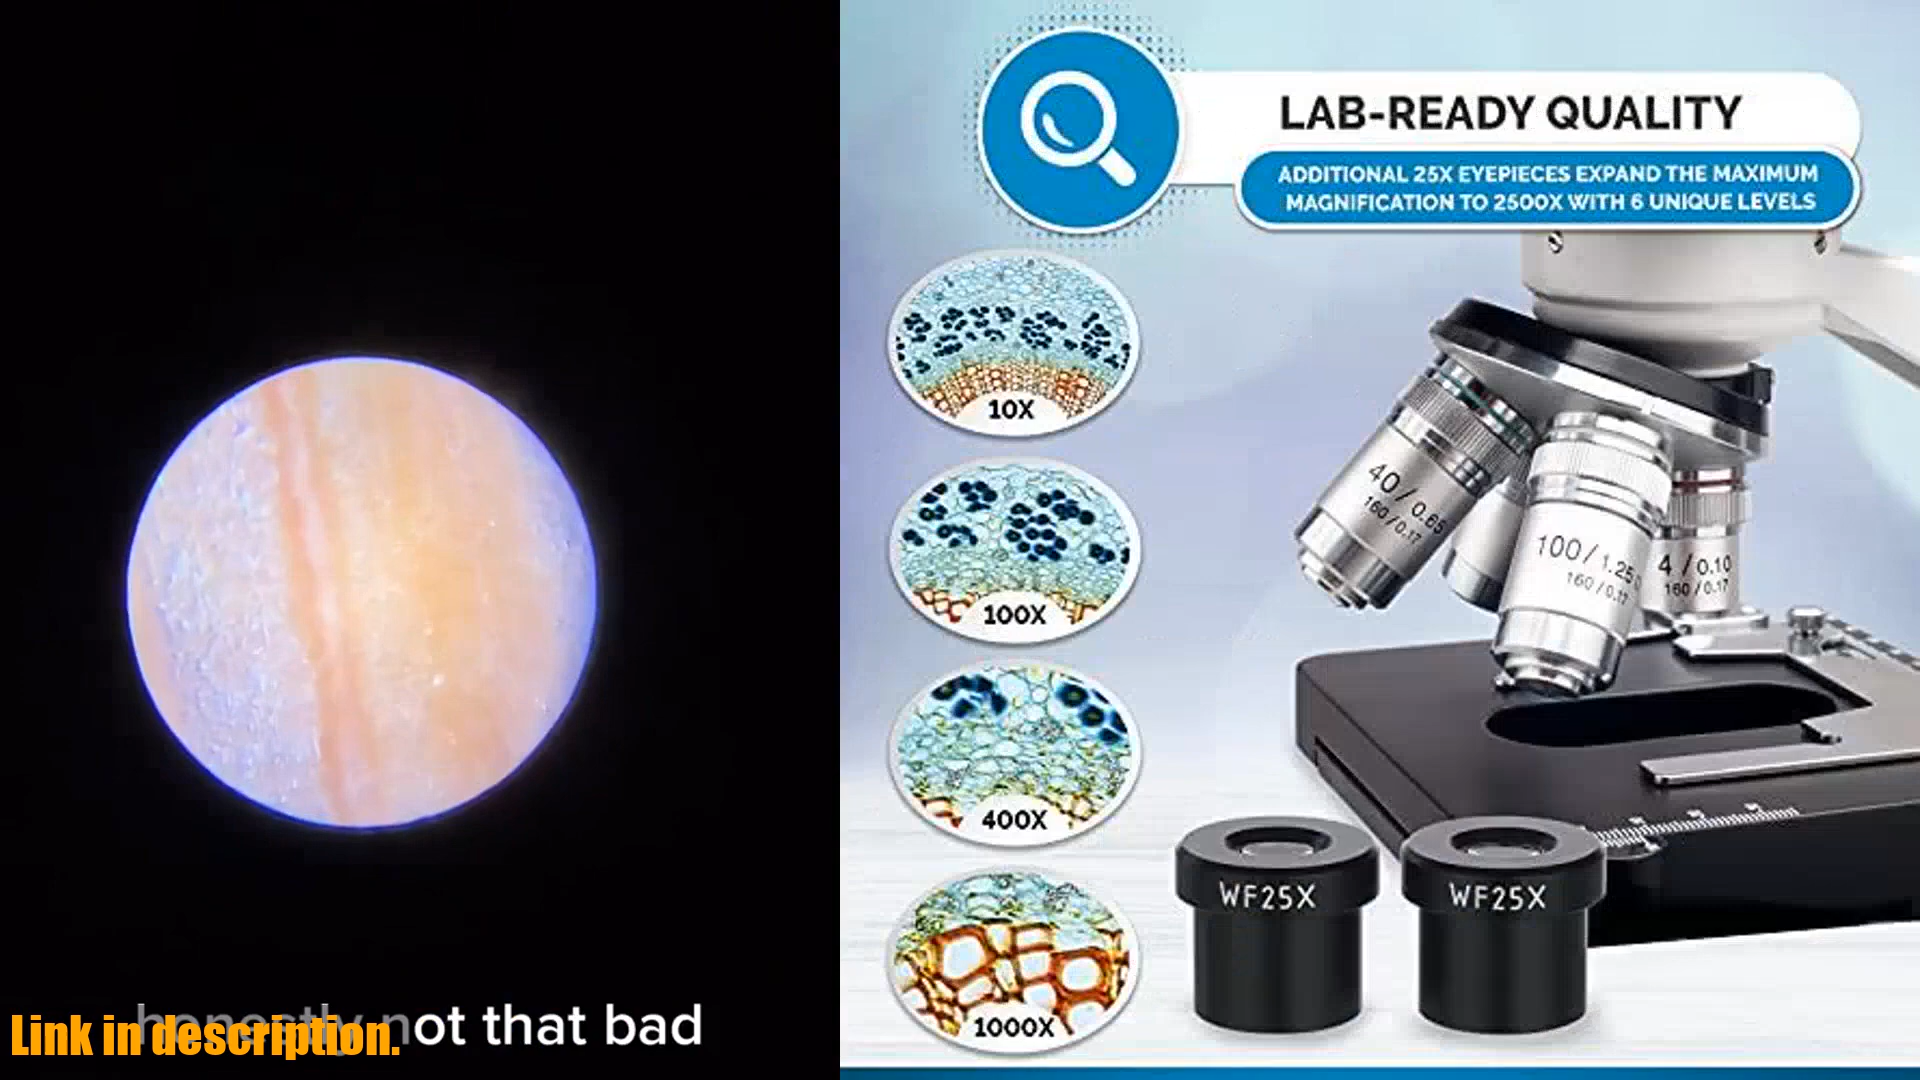 LAB-READY QUALITY
ADDITIONAL 25X EYEPIECES EXPAND THE MAXIMUM
MAGNIFICATION TO 2500X WITH 6 UNIQUE LEVELS
10X
100X
400X
1000X
40/0.65
160/0.17
100/1.25
160/0.17
4/0.10
160/0.17
WF25X
WF25X
honestly not that bad
Link in description.